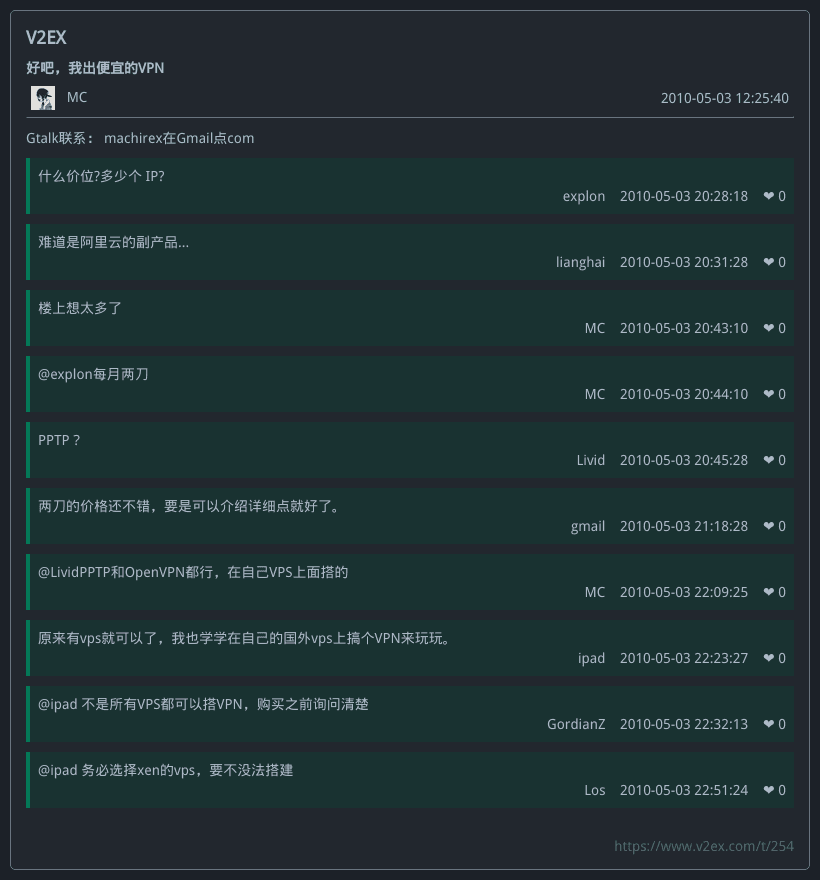 V2EX
好吧，我出便宜的VPN
MC 2010-05-03 12:25:40
Gtalk联系： machirex在Gmail点com
什么价位?多少个 IP?
explon 2010-05-03 20:28:18 ❤ 0
难道是阿里云的副产品...
lianghai 2010-05-03 20:31:28 ❤ 0
楼上想太多了
MC 2010-05-03 20:43:10 ❤ 0
@explon每月两刀
MC 2010-05-03 20:44:10 ❤ 0
PPTP？
Livid 2010-05-03 20:45:28 ❤ 0
两刀的价格还不错，要是可以介绍详细点就好了。
gmail 2010-05-03 21:18:28 ❤ 0
@LividPPTP和OpenVPN都行，在自己VPS上面搭的
MC 2010-05-03 22:09:25 ❤ 0
原来有vps就可以了，我也学学在自己的国外vps上搞个VPN来玩玩。
ipad 2010-05-03 22:23:27 ❤ 0
@ipad 不是所有VPS都可以搭VPN，购买之前询问清楚
GordianZ 2010-05-03 22:32:13 ❤ 0
@ipad 务必选择xen的vps，要不没法搭建
Los 2010-05-03 22:51:24 ❤ 0
https://www.v2ex.com/t/254